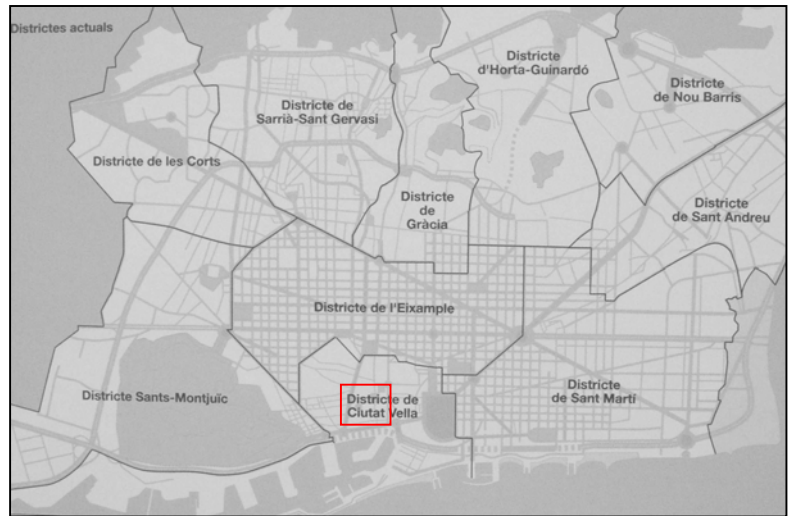 Districtes actuals
Districte
d'Horta-Guinardó
Districte
de Nou Barris
Districte de
Sarrià-Sant Gervasi
Districte de les Corts
Districte
de
Gràcia
Districte
de Sant Andreu
Districte de l'Eixample
Districte Sants-Montjuïc
Districte de
Ciutat Vella
Districte
de Sant Martí